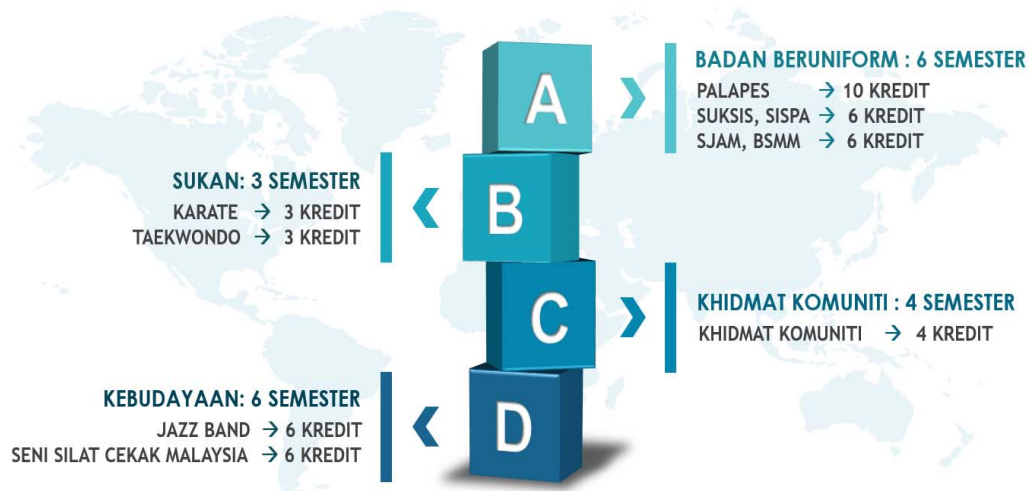 A
BADAN BERUNIFORM : 6 SEMESTER
PALAPES → 10 KREDIT
SUKSIS, SISPA → 6 KREDIT
SJAM, BSMM → 6 KREDIT
B
SUKAN: 3 SEMESTER
KARATE → 3 KREDIT
TAEKWONDO → 3 KREDIT
C
KHIDMAT KOMUNITI : 4 SEMESTER
KHIDMAT KOMUNITI → 4 KREDIT
D
KEBUDAYAAN: 6 SEMESTER
JAZZ BAND → 6 KREDIT
SENI SILAT CEKAK MALAYSIA → 6 KREDIT